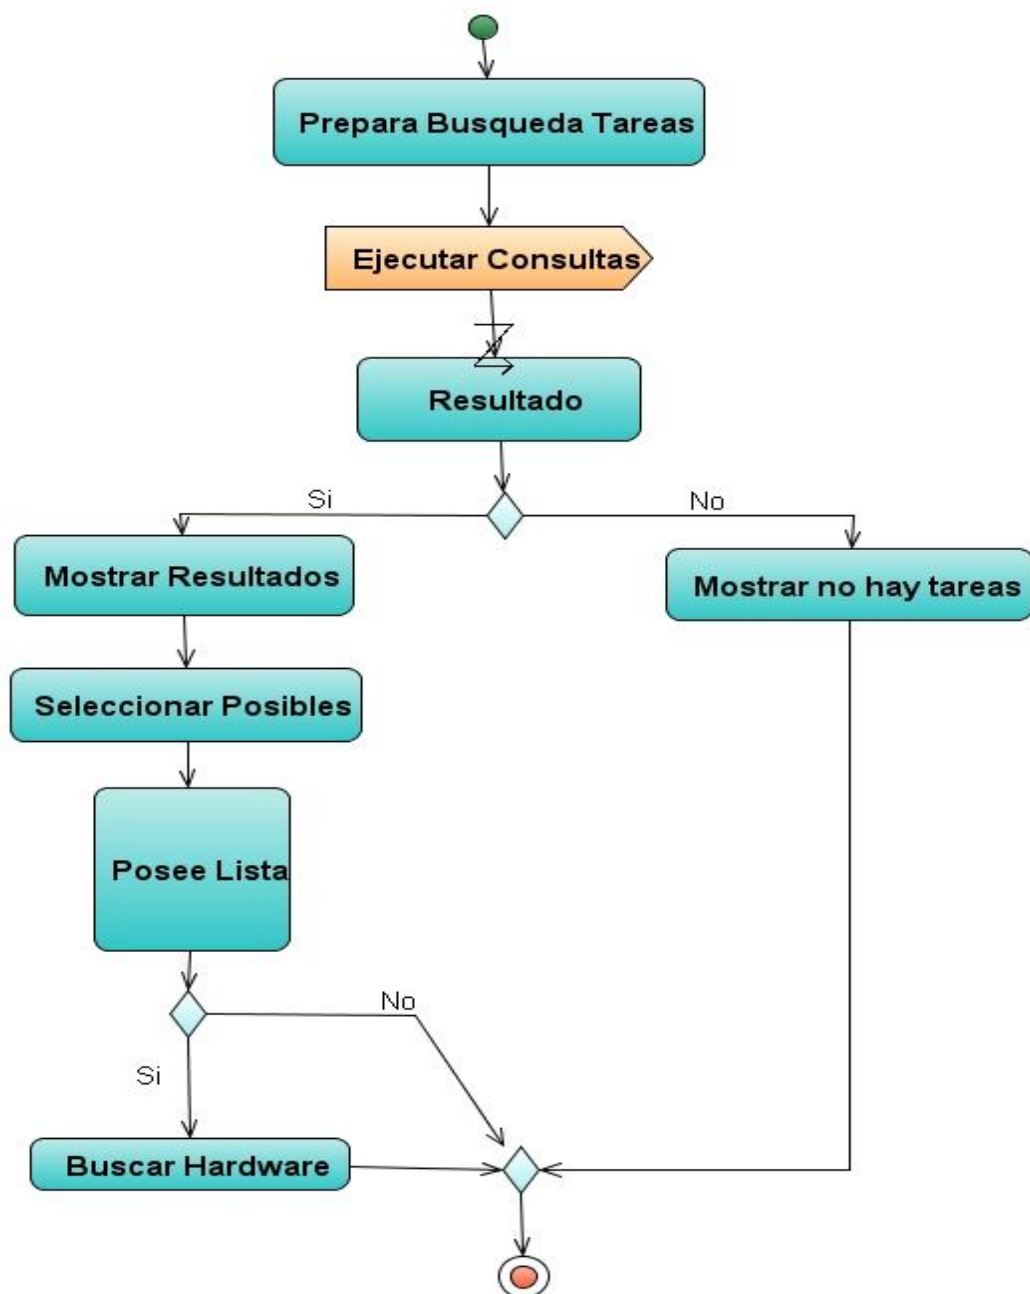 Prepara Busqueda Tareas
Ejecutar Consultas
Resultado
Si
No
Mostrar Resultados
Mostrar no hay tareas
Seleccionar Posibles
Posee Lista
No
Si
Buscar Hardware